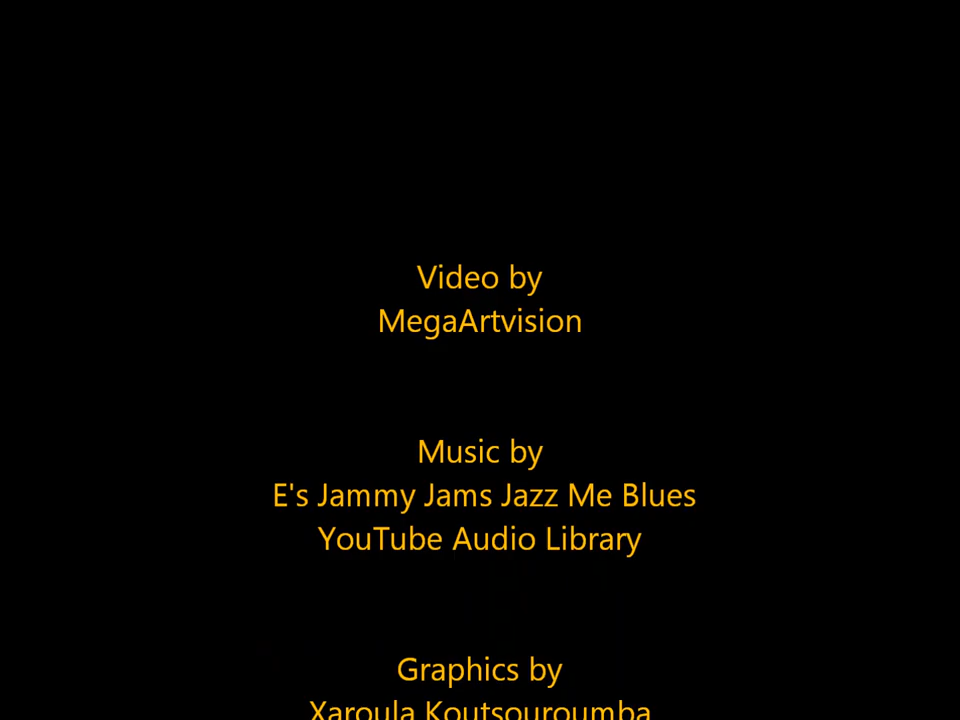 Video by
MegaArtvision
Music by
E's Jammy Jams Jazz Me Blues
YouTube Audio Library
Graphics by
Xaroula Koutsouroumba